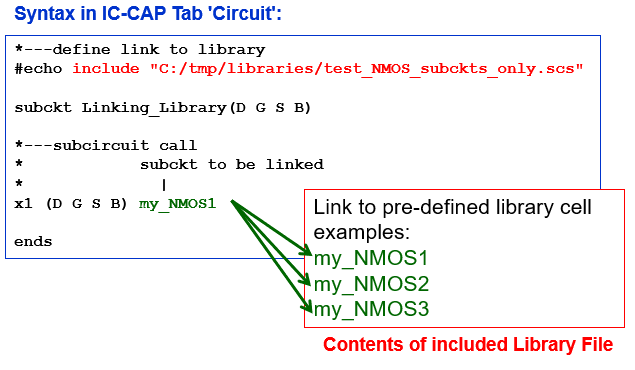 Syntax in IC-CAP Tab 'Circuit':
*---define link to library
#echo include "C:/tmp/libraries/test_NMOS_subckts_only.scs"
subckt Linking_Library(D G S B)
*---subcircuit call
* subckt to be linked
* |
x1 (D G S B) my_NMOS1
ends
Link to pre-defined library cell
examples:
my_NMOS1
my_NMOS2
my_NMOS3
Contents of included Library File